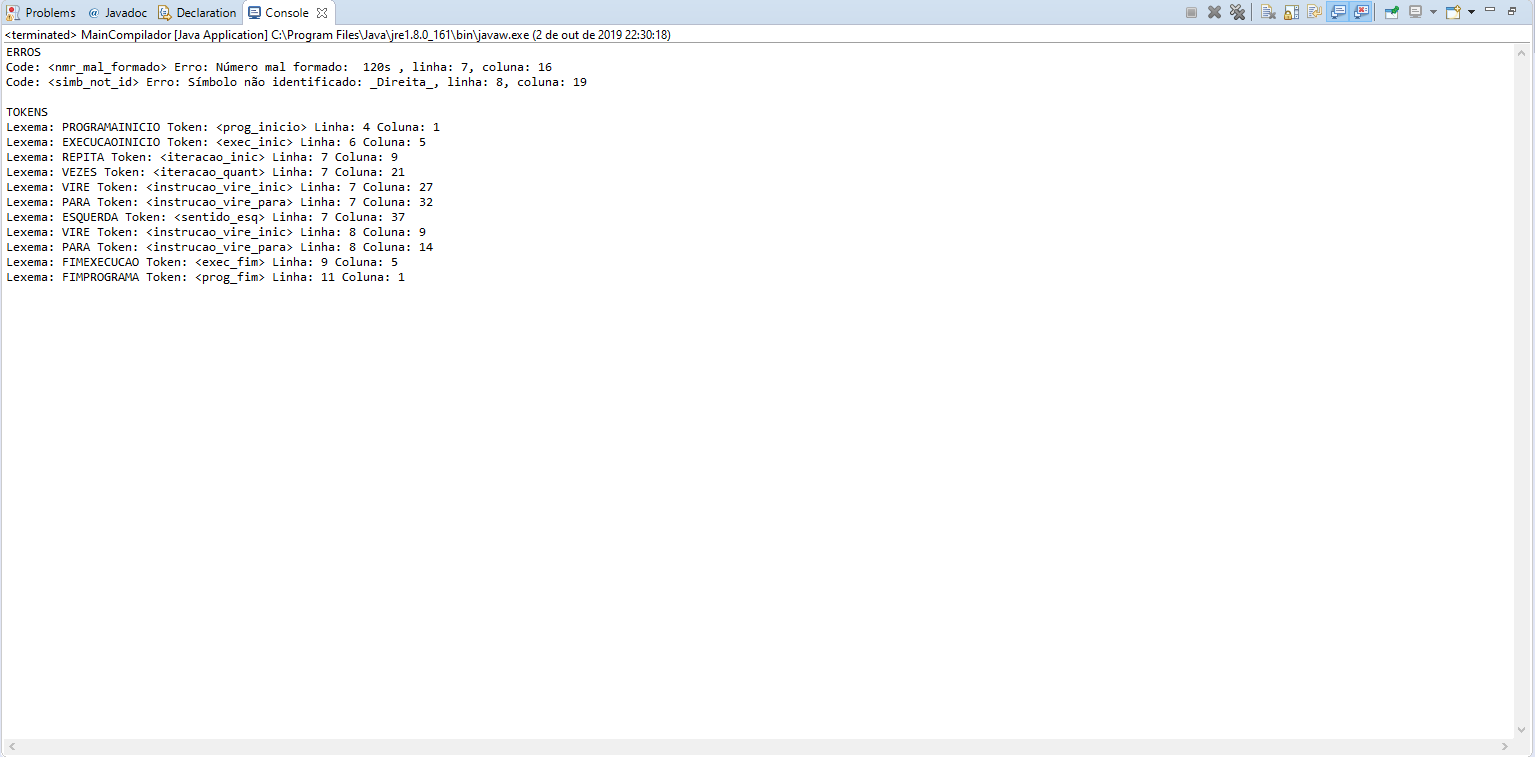 Problems @ Javadoc Declaration Console
<terminated> MainCompilador [Java Application] C:\Program Files\Java\jre1.8.0_161\bin\javaw.exe (2 de out de 2019 22:30:18)
ERROS
Code: <nmr_mal_formado> Erro: Número mal formado:  120s , linha: 7, coluna: 16
Code: <simb_not_id> Erro: Símbolo não identificado: _Direita_, linha: 8, coluna: 19

TOKENS
Lexema: PROGRAMAINICIO Token: <prog_inicio> Linha: 4 Coluna: 1
Lexema: EXECUCAOINICIO Token: <exec_inic> Linha: 6 Coluna: 5
Lexema: REPITA Token: <iteracao_inic> Linha: 7 Coluna: 9
Lexema: VEZES Token: <iteracao_quant> Linha: 7 Coluna: 21
Lexema: VIRE Token: <instrucao_vire_inic> Linha: 7 Coluna: 27
Lexema: PARA Token: <instrucao_vire_para> Linha: 7 Coluna: 32
Lexema: ESQUERDA Token: <sentido_esq> Linha: 7 Coluna: 37
Lexema: VIRE Token: <instrucao_vire_inic> Linha: 8 Coluna: 9
Lexema: PARA Token: <instrucao_vire_para> Linha: 8 Coluna: 14
Lexema: FIMEXECUCAO Token: <exec_fim> Linha: 9 Coluna: 5
Lexema: FIMPROGRAMA Token: <prog_fim> Linha: 11 Coluna: 1